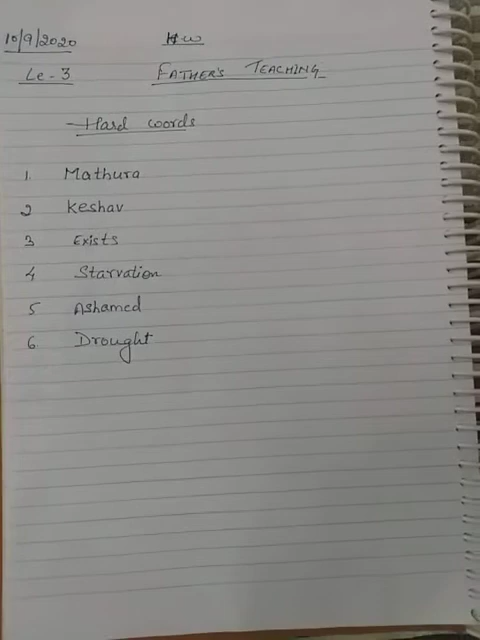 10/9/2020 HW
Le-3 FATHER'S TEACHING
- Hard words
1. Mathura
2 Keshav
3 Exists
4 Starvation
5 Ashamed
6 Drought